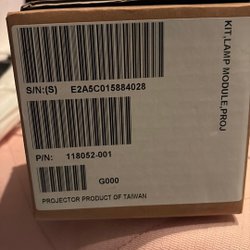 S/N:(S) E2A5C015884028
P/N: 118052-001
G000
PROJECTOR PRODUCT OF TAIWAN
KIT,LAMP MODULE,PROJ